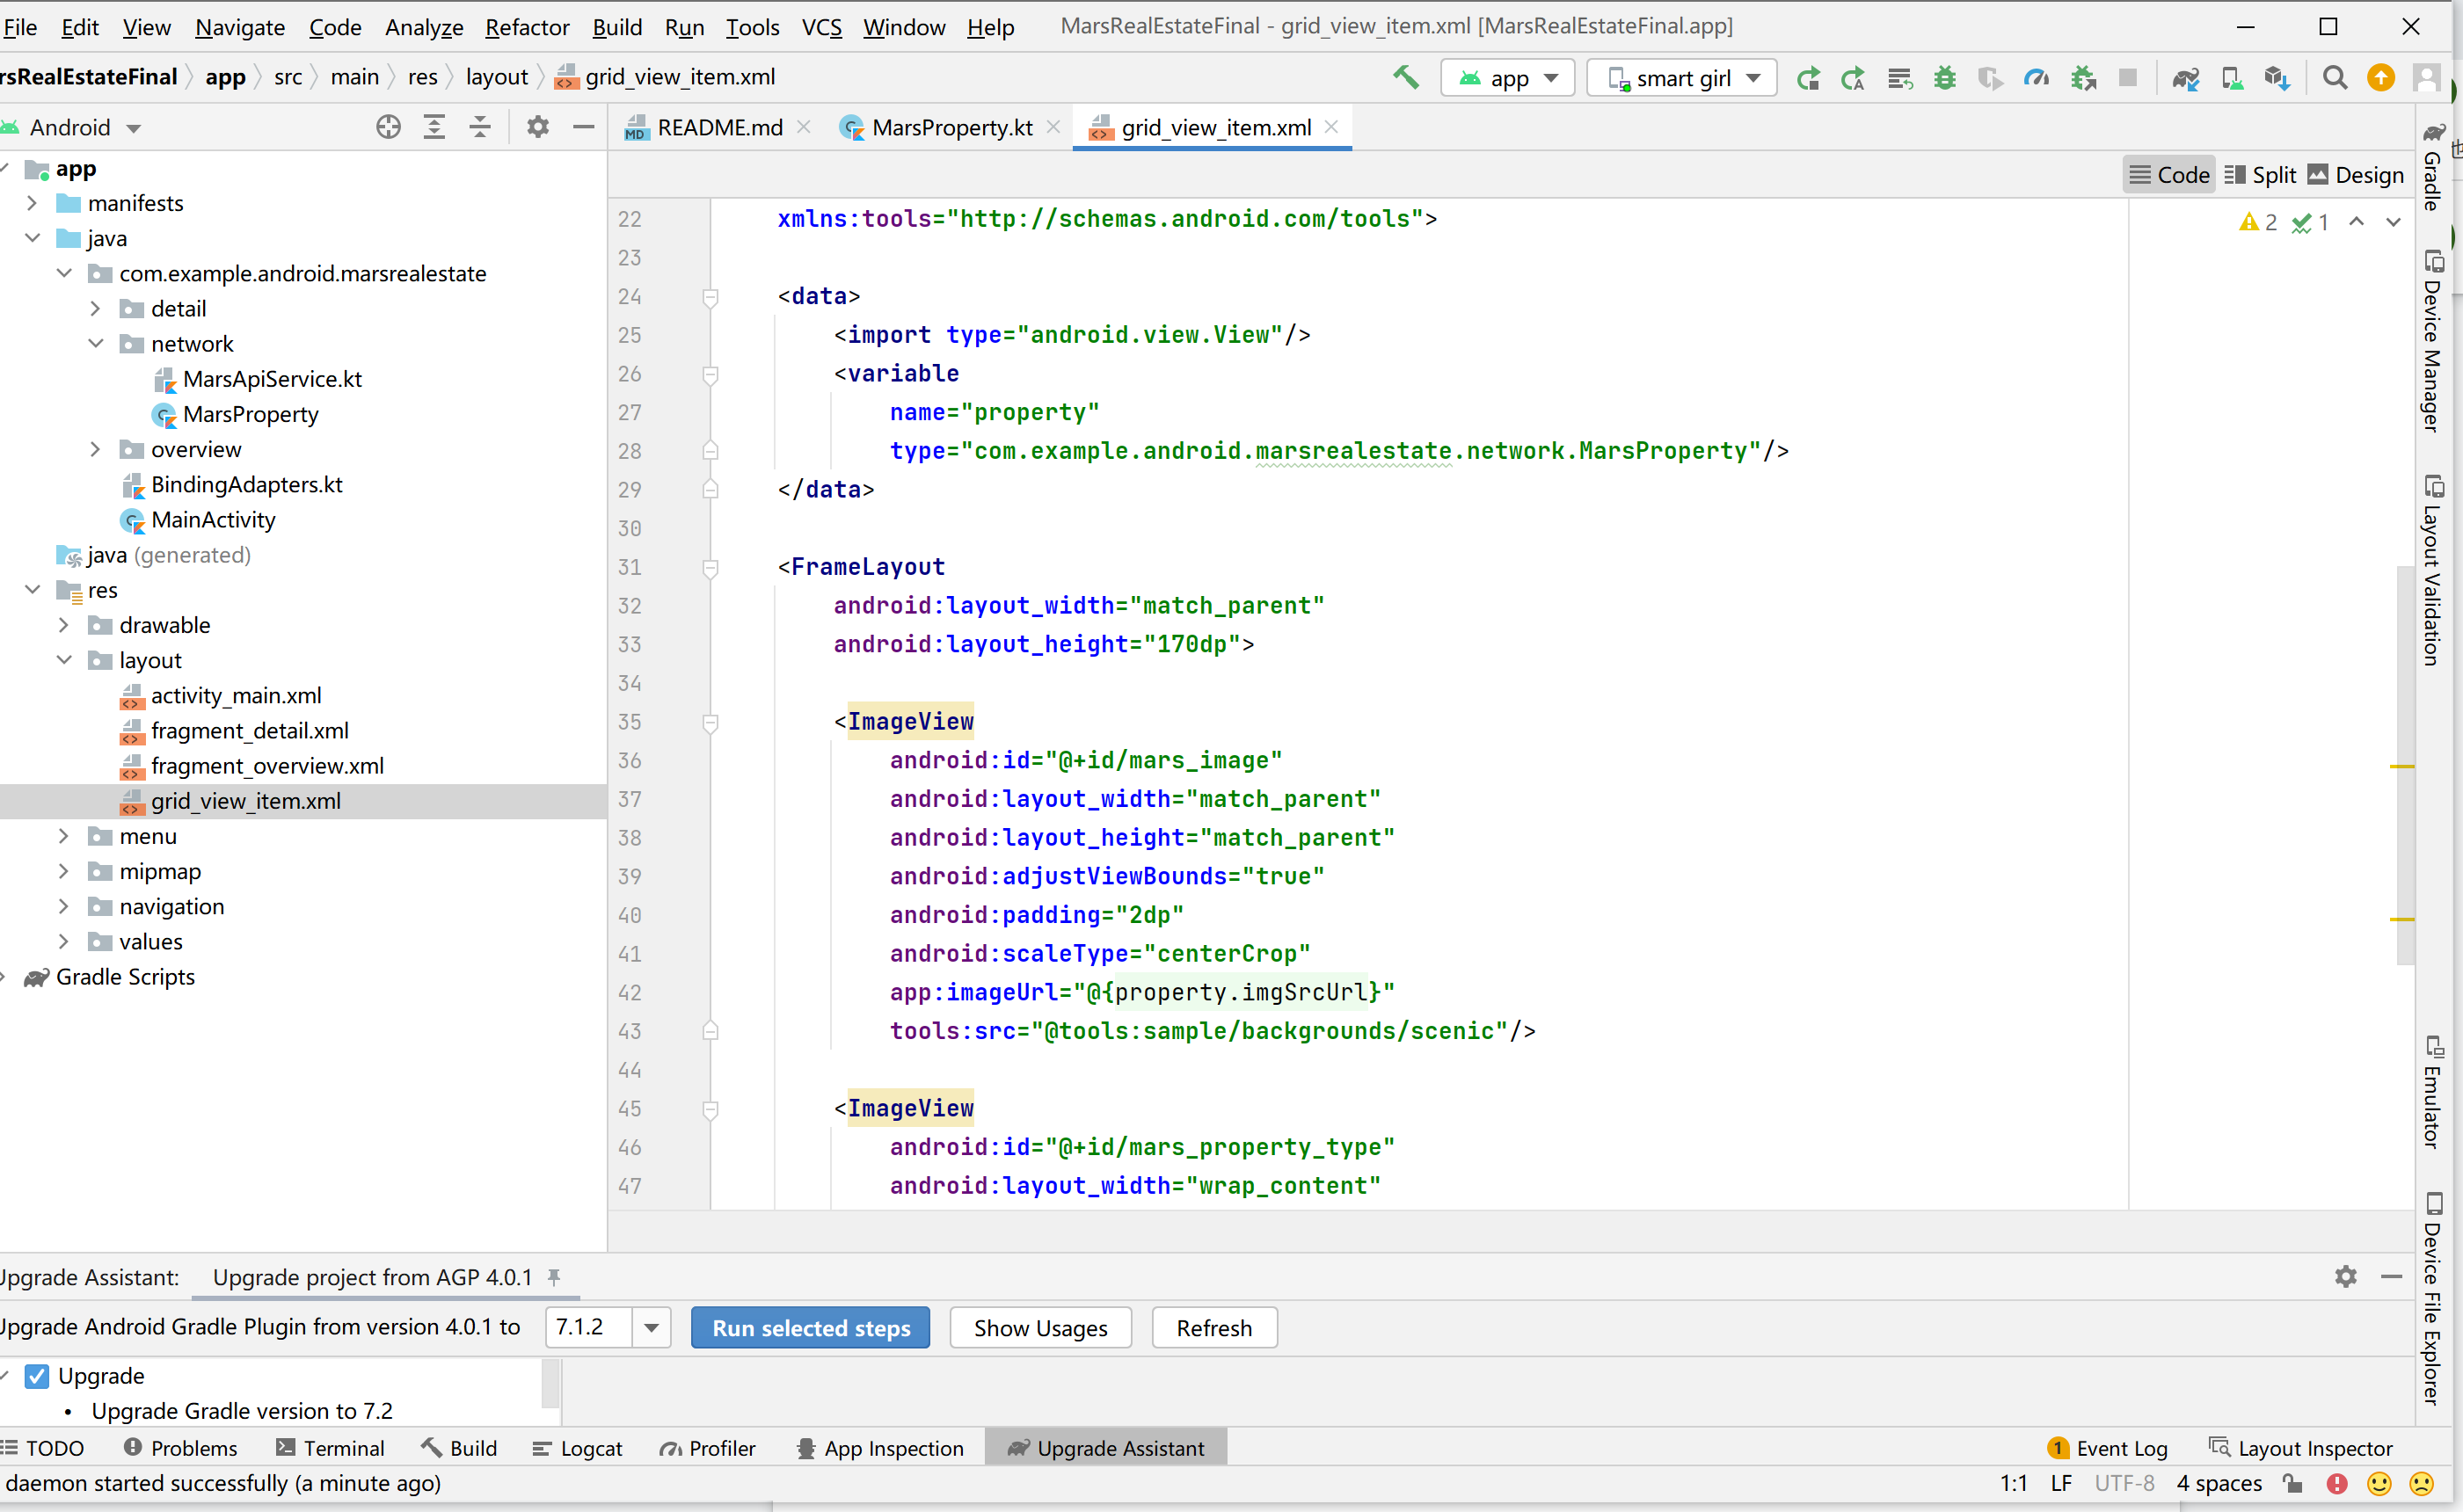 File Edit View Navigate Code Analyze Refactor Build Run Tools VCS Window Help MarsRealEstateFinal - grid_view_item.xml [MarsRealEstateFinal.app]
rsRealEstateFinal app src main res layout grid_view_item.xml app smart girl
Android README.md MarsProperty.kt grid_view_item.xml
Code Split Design
app
manifests
java
com.example.android.marsrealestate
detail
network
MarsApiService.kt
MarsProperty
overview
BindingAdapters.kt
MainActivity
java (generated)
res
drawable
layout
activity_main.xml
fragment_detail.xml
fragment_overview.xml
grid_view_item.xml
menu
mipmap
navigation
values
Gradle Scripts
2 1
22 xmlns:tools="http://schemas.android.com/tools">
23
24 <data>
25 <import type="android.view.View"/>
26 <variable
27 name="property"
28 type="com.example.android.marsrealestate.network.MarsProperty"/>
29 </data>
30
31 <FrameLayout
32 android:layout_width="match_parent"
33 android:layout_height="170dp">
34
35 <ImageView
36 android:id="@+id/mars_image"
37 android:layout_width="match_parent"
38 android:layout_height="match_parent"
39 android:adjustViewBounds="true"
40 android:padding="2dp"
41 android:scaleType="centerCrop"
42 app:imageUrl="@{property.imgSrcUrl}"
43 tools:src="@tools:sample/backgrounds/scenic"/>
44
45 <ImageView
46 android:id="@+id/mars_property_type"
47 android:layout_width="wrap_content"
Gradle
Device Manager
Layout Validation
Emulator
Device File Explorer
Upgrade Assistant: Upgrade project from AGP 4.0.1
Upgrade Android Gradle Plugin from version 4.0.1 to 7.1.2 Run selected steps Show Usages Refresh
Upgrade
• Upgrade Gradle version to 7.2
TODO Problems Terminal Build Logcat Profiler App Inspection Upgrade Assistant 1 Event Log Layout Inspector
daemon started successfully (a minute ago) 1:1 LF UTF-8 4 spaces